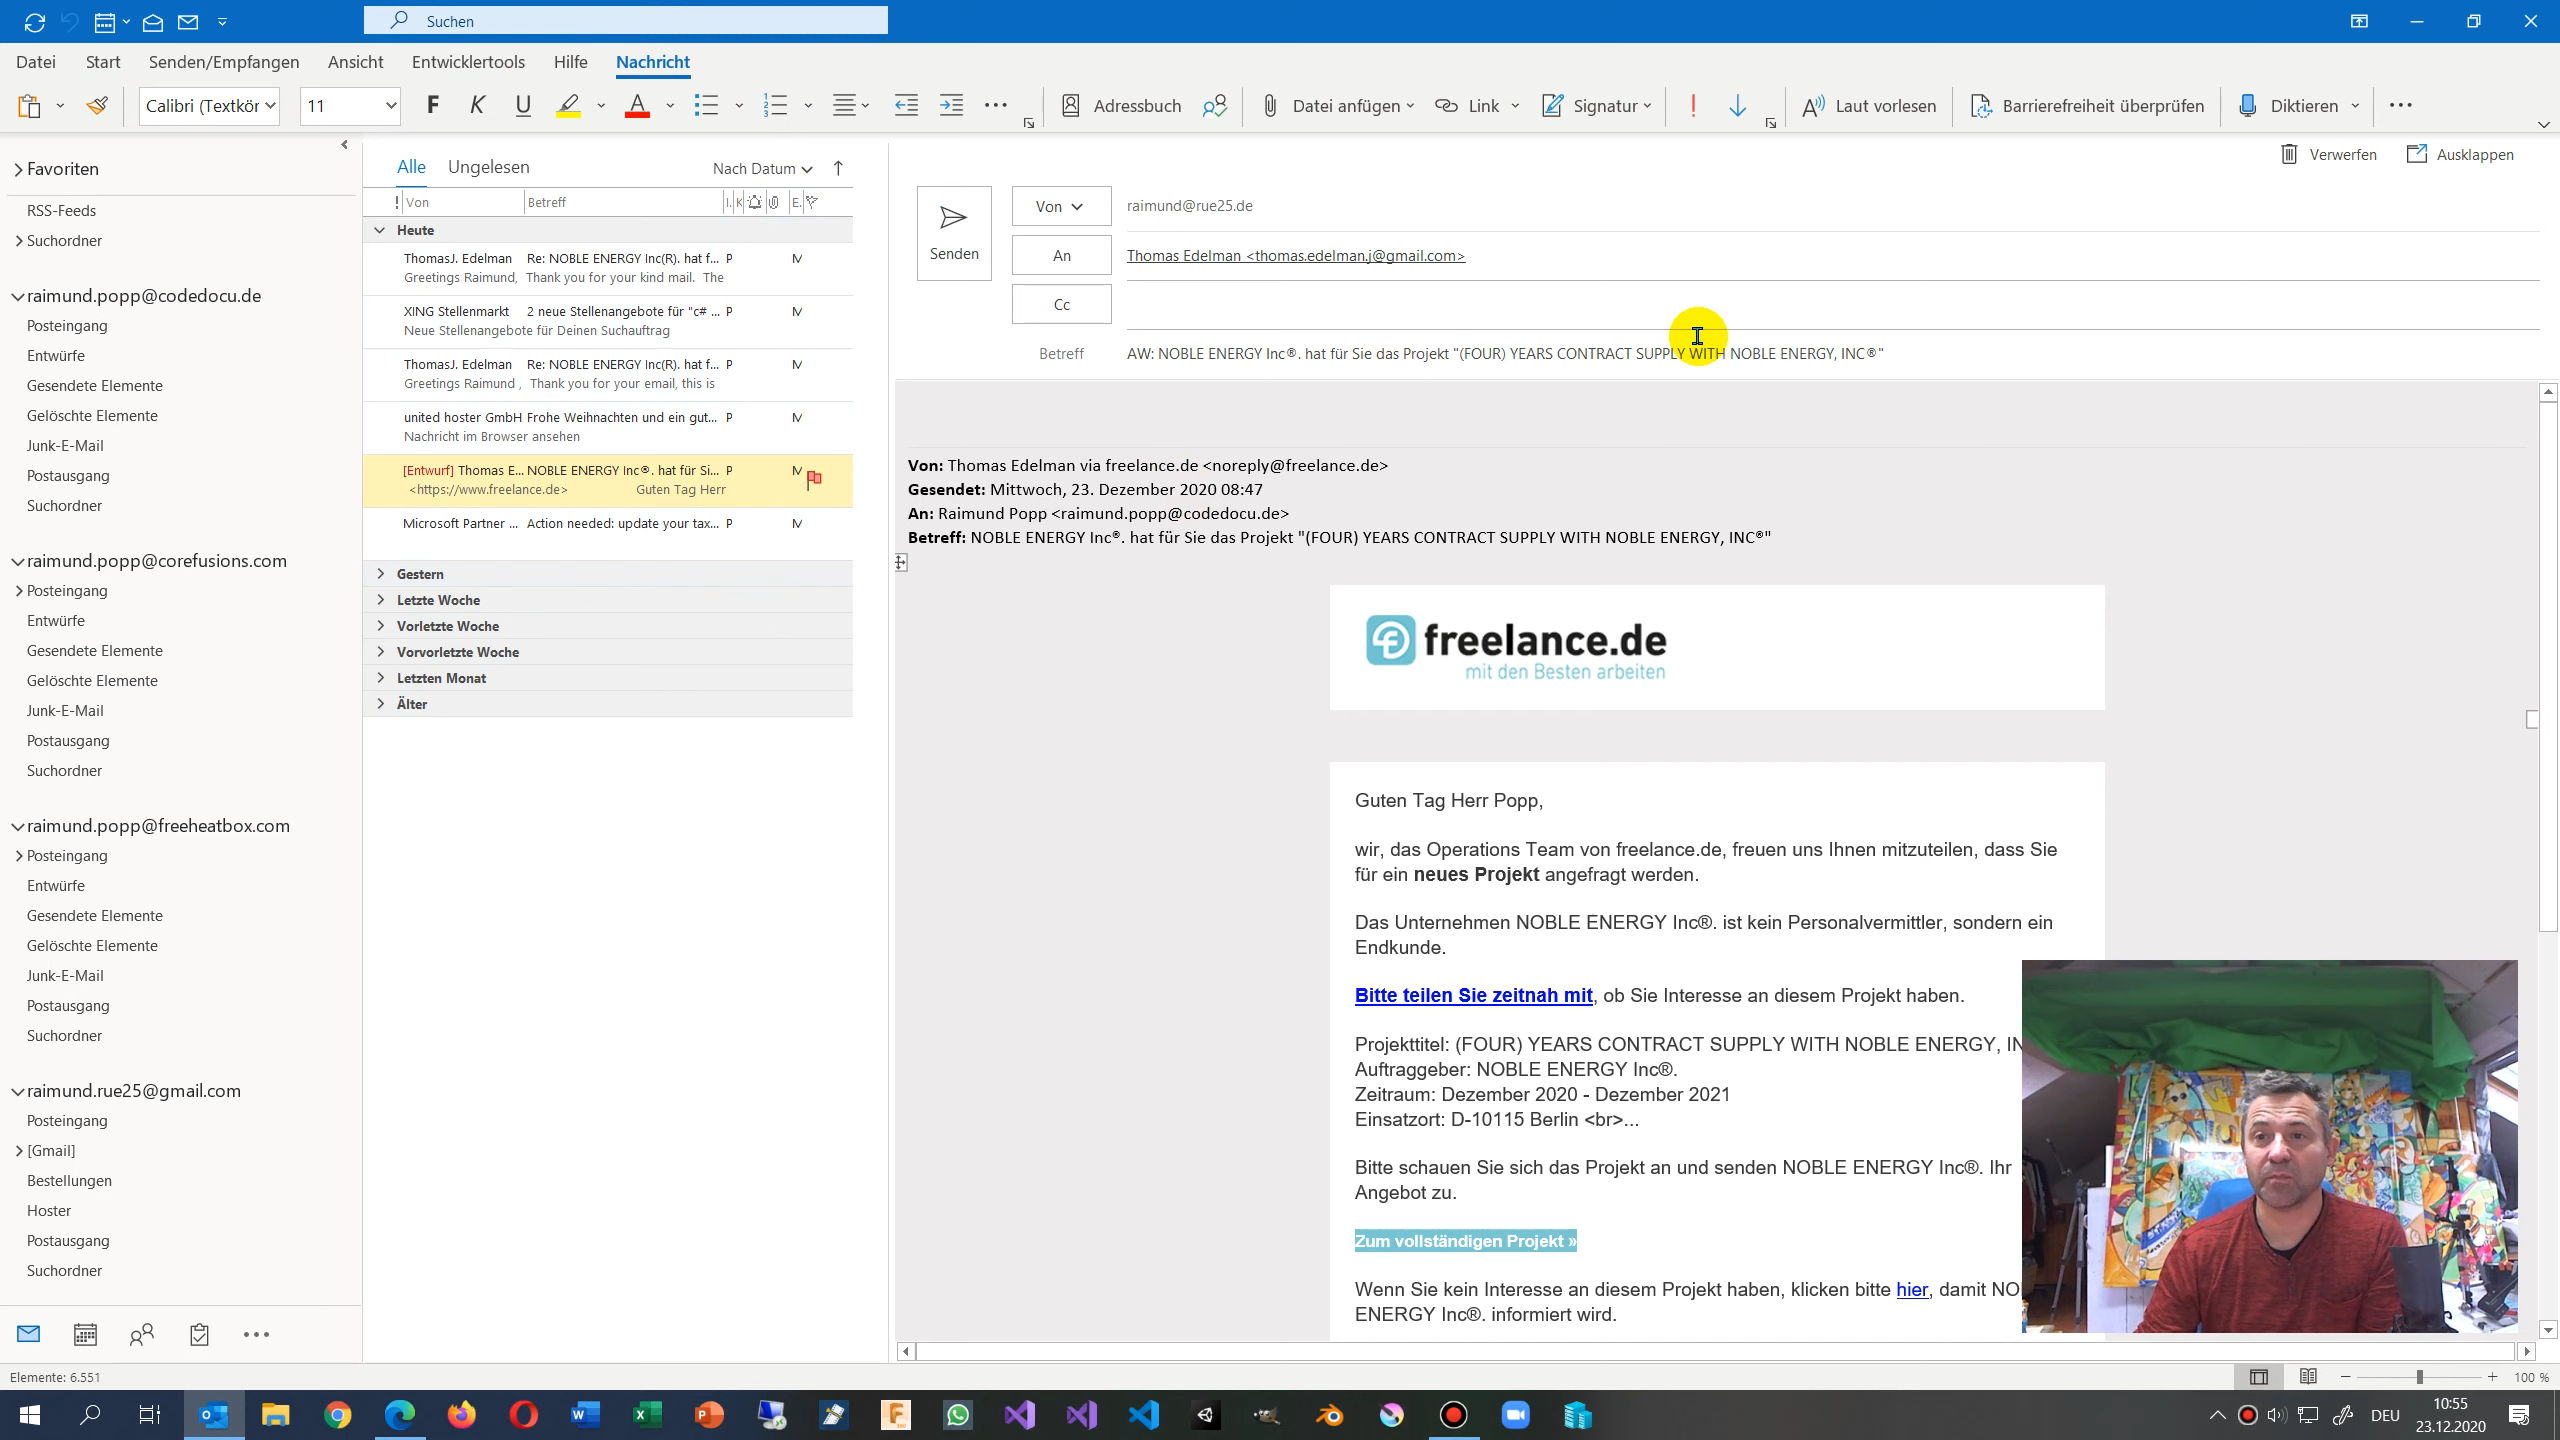 Suchen
Datei Start Senden/Empfangen Ansicht Entwicklertools Hilfe Nachricht
Calibri (Textkör 11 F K U A Adressbuch Datei anfügen Link Signatur Laut vorlesen Barrierefreiheit überprüfen Diktieren
Verwerfen Ausklappen
Favoriten
RSS-Feeds
Suchordner
raimund.popp@codedocu.de
Posteingang
Entwürfe
Gesendete Elemente
Gelöschte Elemente
Junk-E-Mail
Postausgang
Suchordner
raimund.popp@corefusions.com
Posteingang
Entwürfe
Gesendete Elemente
Gelöschte Elemente
Junk-E-Mail
Postausgang
Suchordner
raimund.popp@freeheatbox.com
Posteingang
Entwürfe
Gesendete Elemente
Gelöschte Elemente
Junk-E-Mail
Postausgang
Suchordner
raimund.rue25@gmail.com
Posteingang
[Gmail]
Bestellungen
Hoster
Postausgang
Suchordner
Alle Ungelesen Nach Datum
! Von Betreff I. K E.
Heute
ThomasJ. Edelman Re: NOBLE ENERGY Inc(R). hat f... P
Greetings Raimund, Thank you for your kind mail. The
XING Stellenmarkt 2 neue Stellenangebote für "c# ... P
Neue Stellenangebote für Deinen Suchauftrag
ThomasJ. Edelman Re: NOBLE ENERGY Inc(R). hat f... P
Greetings Raimund , Thank you for your email, this is
united hoster GmbH Frohe Weihnachten und ein gut... P
Nachricht im Browser ansehen
[Entwurf] Thomas E... NOBLE ENERGY Inc®. hat für Si... P
<https://www.freelance.de> Guten Tag Herr
Microsoft Partner ... Action needed: update your tax... P
Gestern
Letzte Woche
Vorletzte Woche
Vorvorletzte Woche
Letzten Monat
Älter
Senden
Von raimund@rue25.de
An Thomas Edelman <thomas.edelman.j@gmail.com>
Cc
Betreff AW: NOBLE ENERGY Inc®. hat für Sie das Projekt "(FOUR) YEARS CONTRACT SUPPLY WITH NOBLE ENERGY, INC®"
Von: Thomas Edelman via freelance.de <noreply@freelance.de>
Gesendet: Mittwoch, 23. Dezember 2020 08:47
An: Raimund Popp <raimund.popp@codedocu.de>
Betreff: NOBLE ENERGY Inc®. hat für Sie das Projekt "(FOUR) YEARS CONTRACT SUPPLY WITH NOBLE ENERGY, INC®"
freelance.de
mit den Besten arbeiten
Guten Tag Herr Popp,
wir, das Operations Team von freelance.de, freuen uns Ihnen mitzuteilen, dass Sie
für ein neues Projekt angefragt werden.
Das Unternehmen NOBLE ENERGY Inc®. ist kein Personalvermittler, sondern ein
Endkunde.
Bitte teilen Sie zeitnah mit, ob Sie Interesse an diesem Projekt haben.
Projekttitel: (FOUR) YEARS CONTRACT SUPPLY WITH NOBLE ENERGY, IN
Auftraggeber: NOBLE ENERGY Inc®.
Zeitraum: Dezember 2020 - Dezember 2021
Einsatzort: D-10115 Berlin <br>...
Bitte schauen Sie sich das Projekt an und senden NOBLE ENERGY Inc®. Ihr
Angebot zu.
Zum vollständigen Projekt »
Wenn Sie kein Interesse an diesem Projekt haben, klicken bitte hier, damit NO
ENERGY Inc®. informiert wird.
Elemente: 6.551
100 %
DEU
10:55
23.12.2020